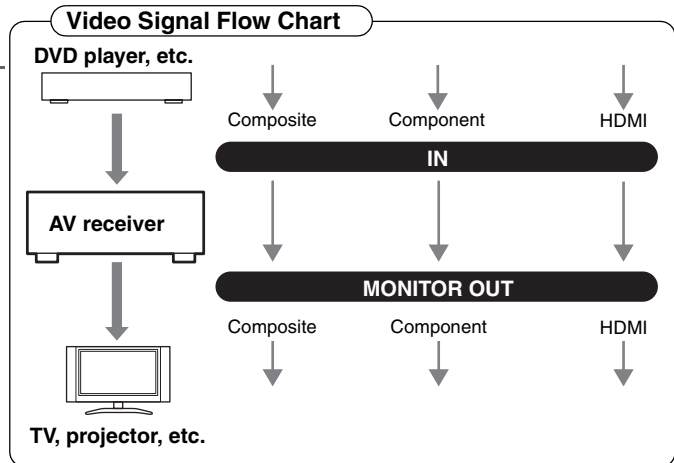 Video Signal Flow Chart
DVD player, etc.
Composite Component HDMI
IN
AV receiver
MONITOR OUT
Composite Component HDMI
TV, projector, etc.